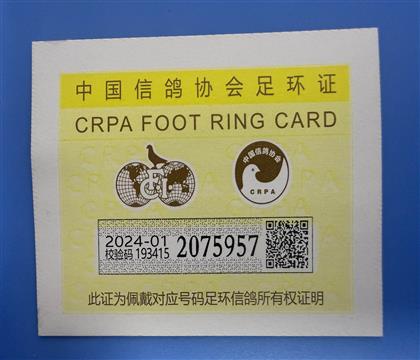 中国信鸽协会足环证
CRPA FOOT RING CARD
FCI
中国信鸽协会
CRPA
2024-01
校验码 193415
2075957
此证为佩戴对应号码足环信鸽所有权证明